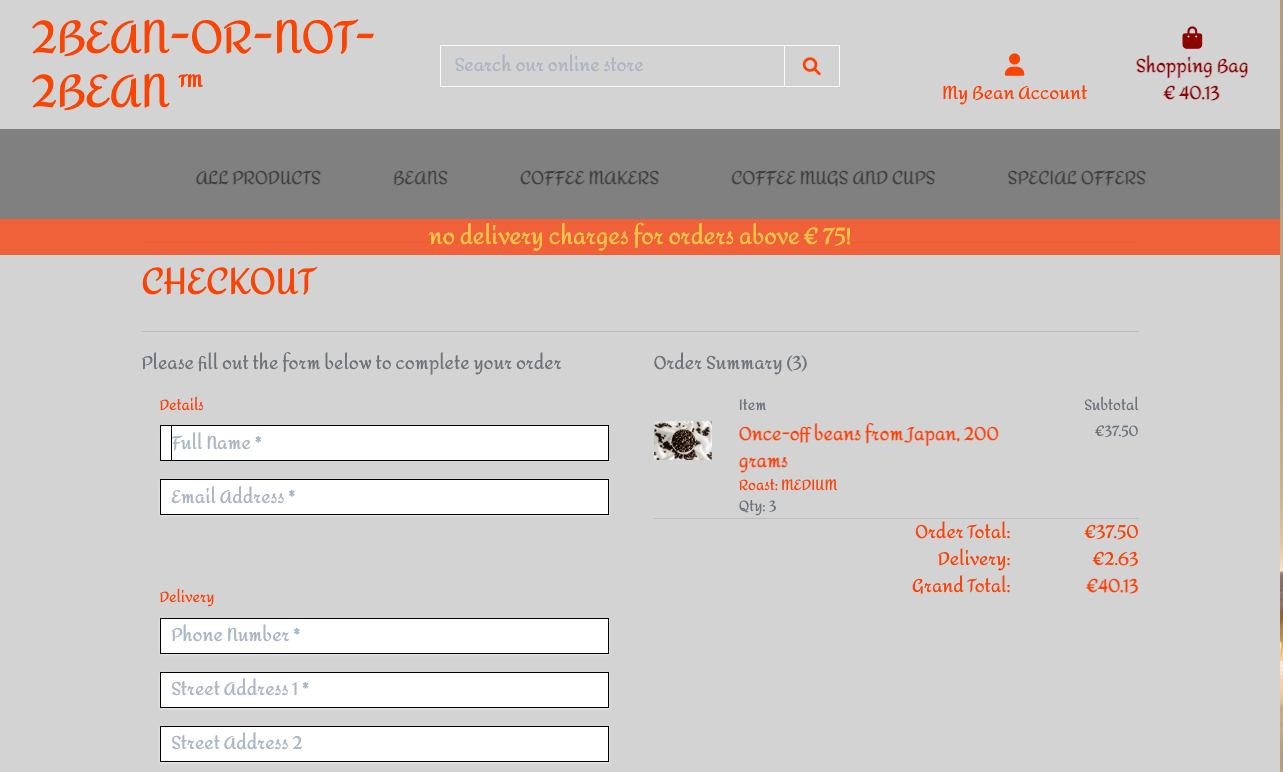 2BEAN-OR-NOT-
2BEAN ™
Search our online store
My Bean Account
Shopping Bag
€ 40.13
ALL PRODUCTS
BEANS
COFFEE MAKERS
COFFEE MUGS AND CUPS
SPECIAL OFFERS
no delivery charges for orders above € 75!
CHECKOUT
Please fill out the form below to complete your order
Details
Full Name *
Email Address *
Delivery
Phone Number *
Street Address 1 *
Street Address 2
Order Summary (3)
Item Subtotal
Once-off beans from Japan, 200 €37.50
grams
Roast: MEDIUM
Qty: 3
Order Total: €37.50
Delivery: €2.63
Grand Total: €40.13